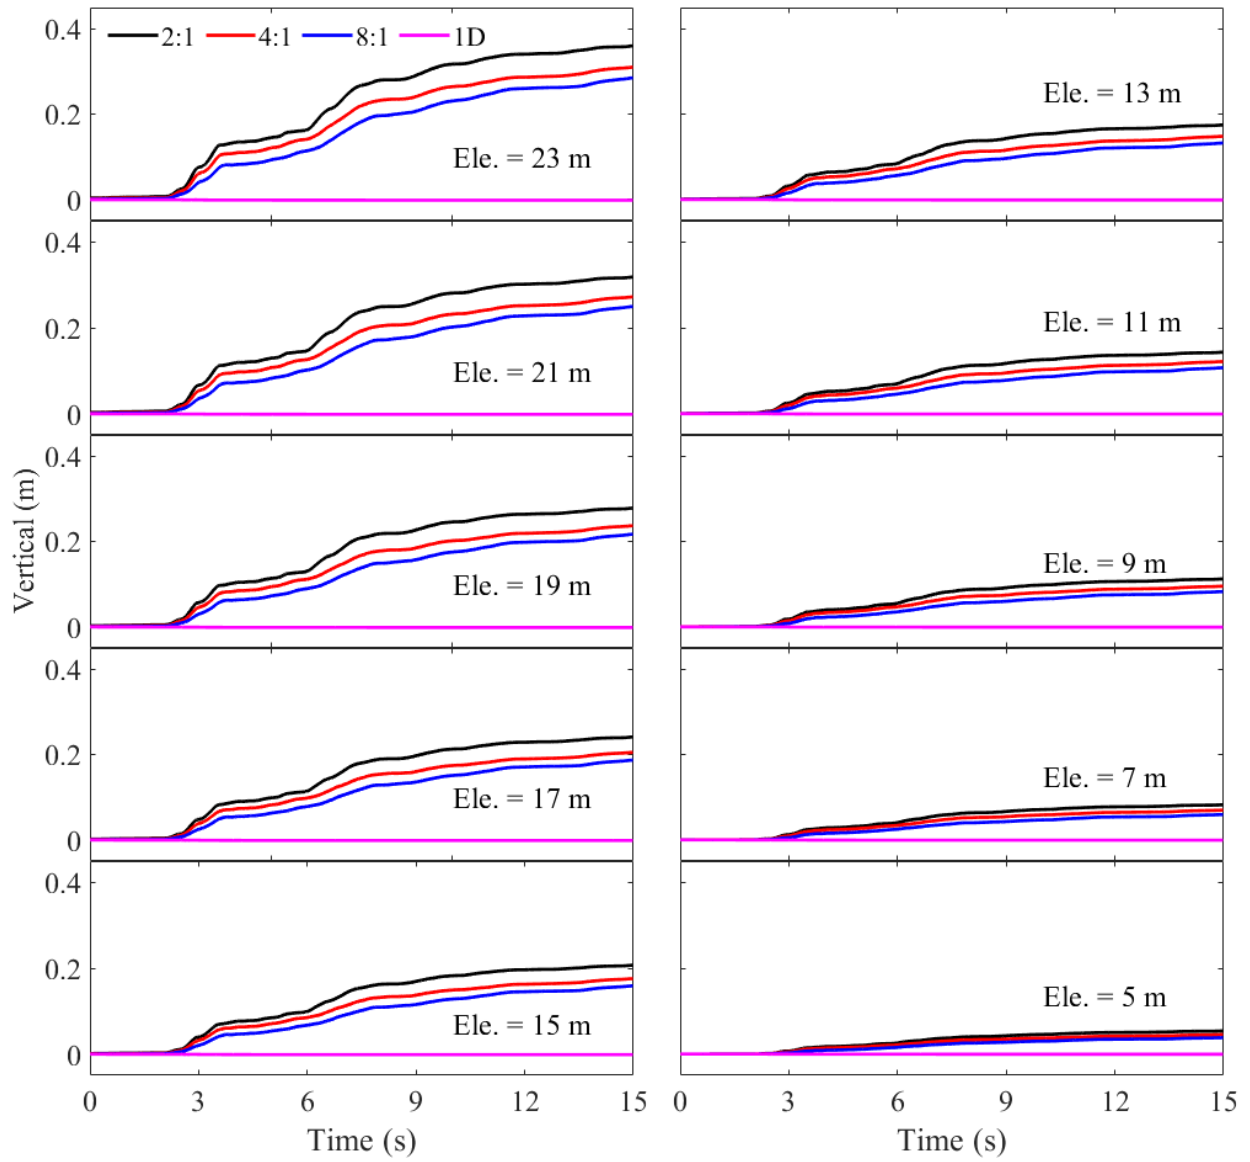 0.4
2:1 4:1 8:1 1D
0.2
Ele. = 23 m
0
Ele. = 13 m
0.4
0.2
Ele. = 21 m
0
Ele. = 11 m
Vertical (m)
0.4
0.2
Ele. = 19 m
0
Ele. = 9 m
0.4
0.2
Ele. = 17 m
0
Ele. = 7 m
0.4
0.2
Ele. = 15 m
0
Ele. = 5 m
0 3 6 9 12 15
0 3 6 9 12 15
Time (s)
Time (s)